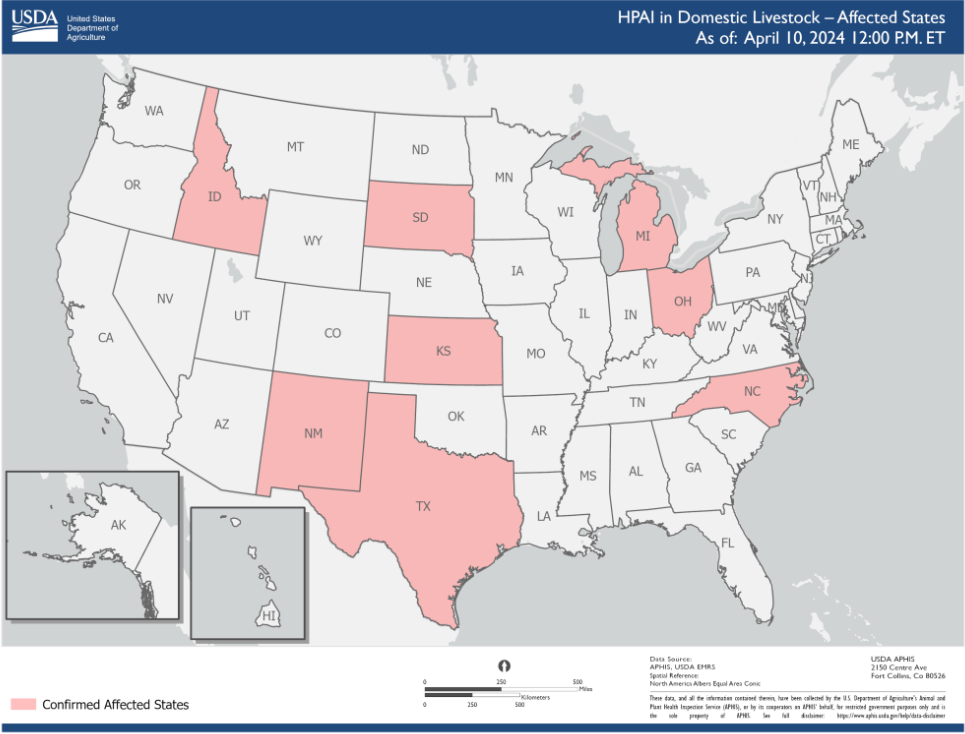 USDA
United States
Department of
Agriculture
HPAI in Domestic Livestock – Affected States
As of: April 10, 2024 12:00 P.M. ET
WA
MT
ND
MN
ME
OR
ID
SD
WI
MI
VT
NH
NY
MA
CT
WY
IA
PA
NJ
NE
NV
UT
CO
IL
IN
OH
MD
WV
CA
KS
MO
KY
VA
AZ
NM
OK
AR
TN
NC
SC
TX
LA
MS
AL
GA
FL
AK
HI
Confirmed Affected States
0 250 500
Miles
Kilometers
0 250 500
Data Source:
APHIS, USDA EMRS
Spatial Reference:
North America Albers Equal Area Conic
USDA APHIS
2150 Centre Ave
Fort Collins, Co 80526
These data, and all the information contained therein, have been collected by the U.S. Department of Agriculture's Animal and
Plant Health Inspection Service (APHIS), or by its cooperators on APHIS' behalf, for restricted government purposes only and is
the sole property of APHIS. See full disclaimer: https://www.aphis.usda.gov/help/data-disclaimer